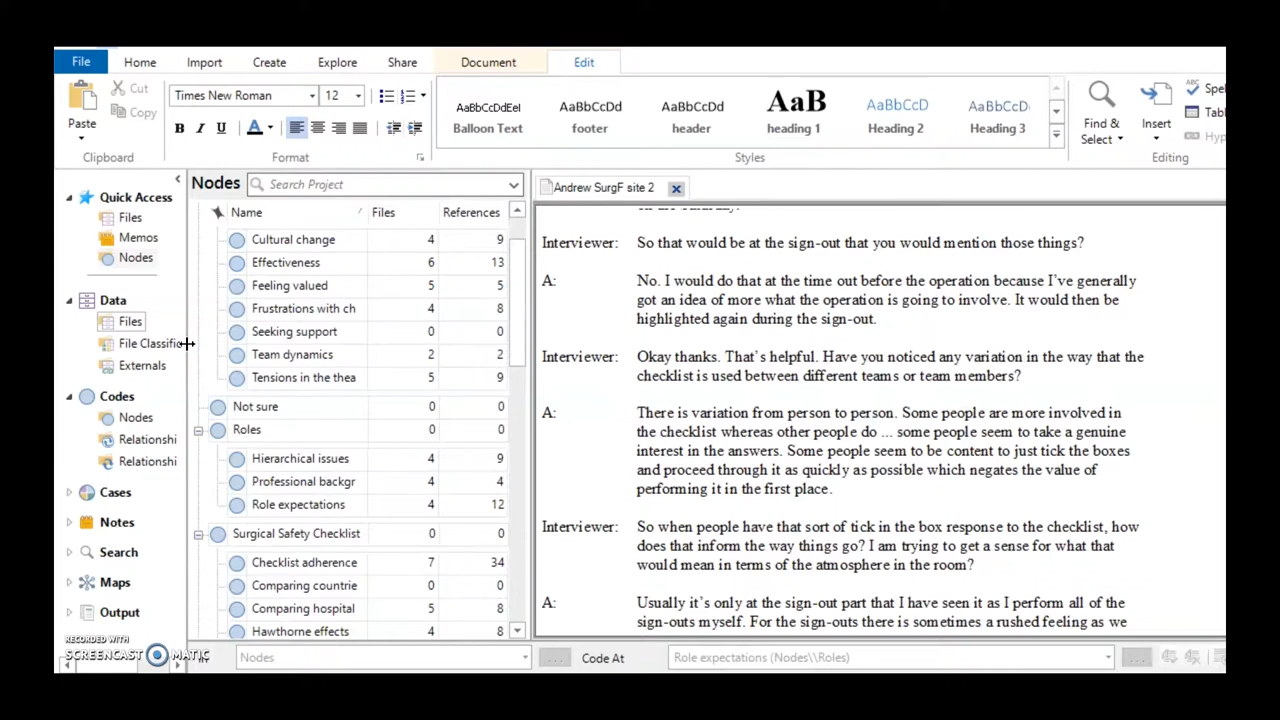 File Home Import Create Explore Share Document Edit
Paste
Cut
Copy
Clipboard
Times New Roman 12
B I U A
Format
AaBbCcDdEel AaBbCcDd AaBbCcDd AaB AaBbCcD AaBbCcD
Balloon Text footer header heading 1 Heading 2 Heading 3
Styles
Find &
Select
Insert
ABC Spel
Tabl
Hyp
Editing
Quick Access
Files
Memos
Nodes
Data
Files
File Classific
Externals
Codes
Nodes
Relationshi
Relationshi
Cases
Notes
Search
Maps
Output
RECORDED WITH
SCREENCAST MATIC
Nodes Search Project
Name Files References
Cultural change 4 9
Effectiveness 6 13
Feeling valued 5 5
Frustrations with ch 4 8
Seeking support 0 0
Team dynamics 2 2
Tensions in the thea 5 9
Not sure 0 0
Roles 0 0
Hierarchical issues 4 9
Professional backgr 4 4
Role expectations 4 12
Surgical Safety Checklist 0 0
Checklist adherence 7 34
Comparing countrie 0 0
Comparing hospital 5 8
Hawthorne effects 4 8
Andrew SurgF site 2
Interviewer: So that would be at the sign-out that you would mention those things?
A: No. I would do that at the time out before the operation because I've generally
got an idea of more what the operation is going to involve. It would then be
highlighted again during the sign-out.
Interviewer: Okay thanks. That's helpful. Have you noticed any variation in the way that the
checklist is used between different teams or team members?
A: There is variation from person to person. Some people are more involved in
the checklist whereas other people do ... some people seem to take a genuine
interest in the answers. Some people seem to be content to just tick the boxes
and proceed through it as quickly as possible which negates the value of
performing it in the first place.
Interviewer: So when people have that sort of tick in the box response to the checklist, how
does that inform the way things go? I am trying to get a sense for what that
would mean in terms of the atmosphere in the room?
A: Usually it's only at the sign-out part that I have seen it as I perform all of the
sign-outs myself. For the sign-outs there is sometimes a rushed feeling as we
Nodes ... Code At Role expectations (Nodes\\Roles) ...